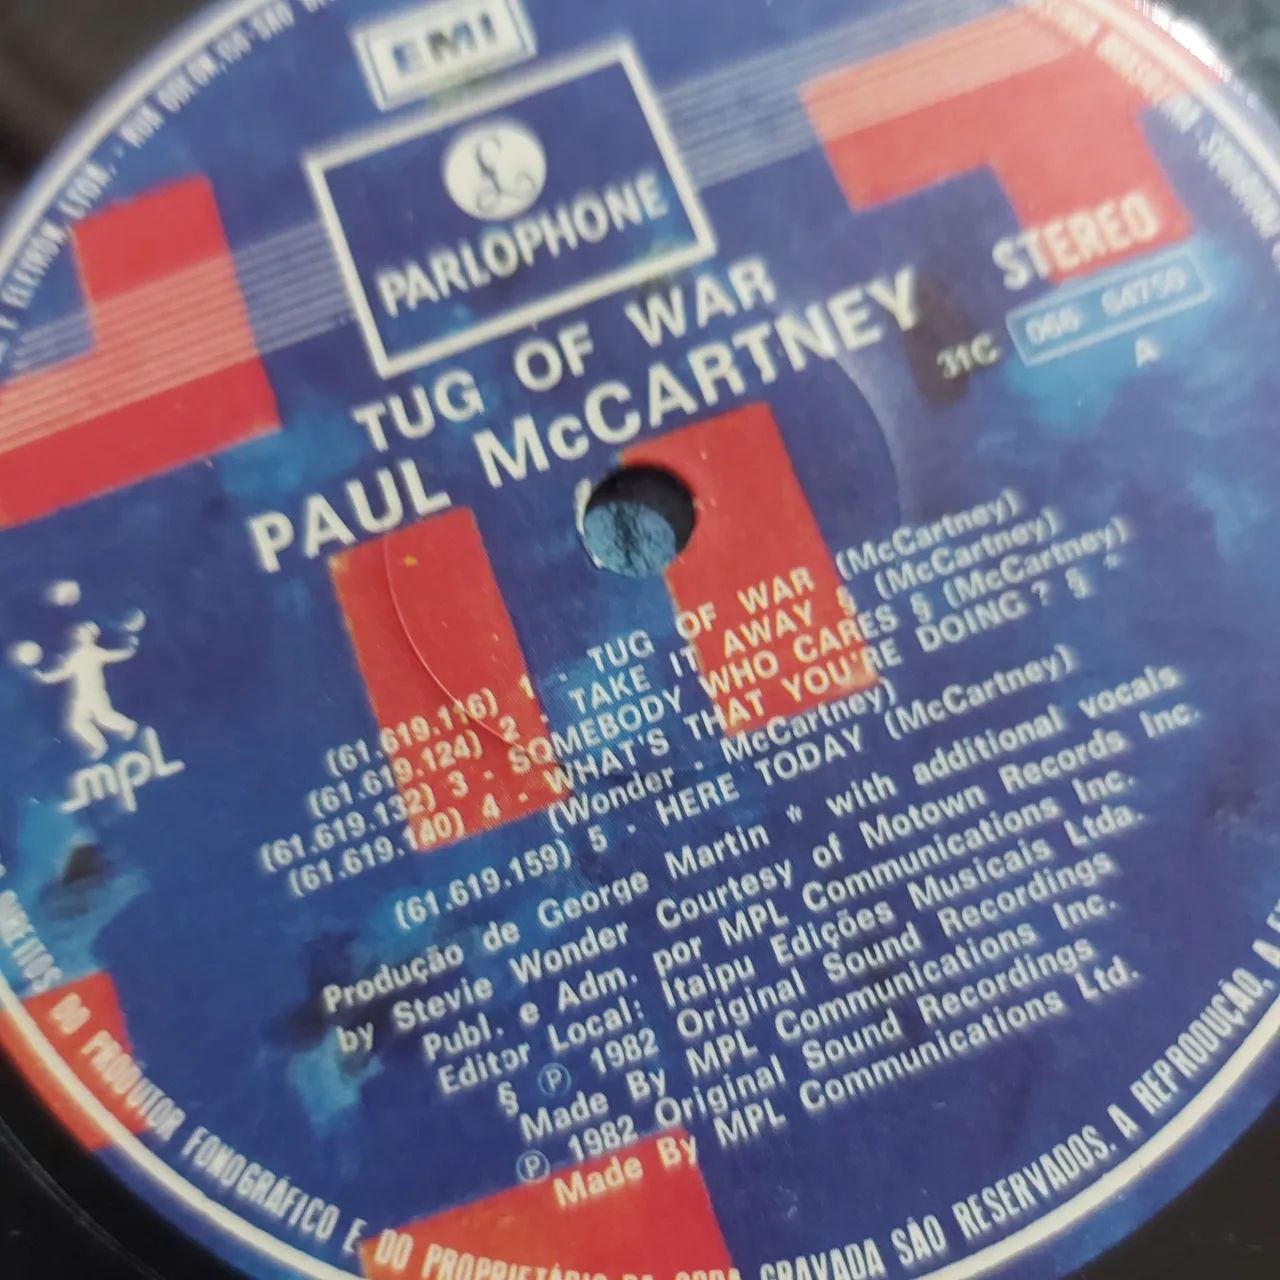 EMI
£
PARLOPHONE
TUG OF WAR
PAUL McCARTNEY
STEREO
31C 066 64750
A
mpl
(61.619.116) 1 - TUG OF WAR (McCartney)
(61.619.124) 2 - TAKE IT AWAY § (McCartney)
(61.619.132) 3 - SOMEBODY WHO CARES § (McCartney)
(61.619.140) 4 - WHAT'S THAT YOU'RE DOING? § *
(Wonder - McCartney)
(61.619.159) 5 - HERE TODAY (McCartney)
Produção de George Martin * with additional vocals
by Stevie Wonder Courtesy of Motown Records Inc.
Publ. e Adm. por MPL Communications Inc.
Editor Local: Itaipu Edições Musicais Ltda.
§ ℗ 1982 Original Sound Recordings
Made By MPL Communications Inc.
℗ 1982 Original Sound Recordings
Made By MPL Communications Ltd.
DO PRODUTOR FONOGRÁFICO E DO PROPRIETÁRIO DA OBRA GRAVADA SÃO RESERVADOS. A REPRODUÇÃO, A